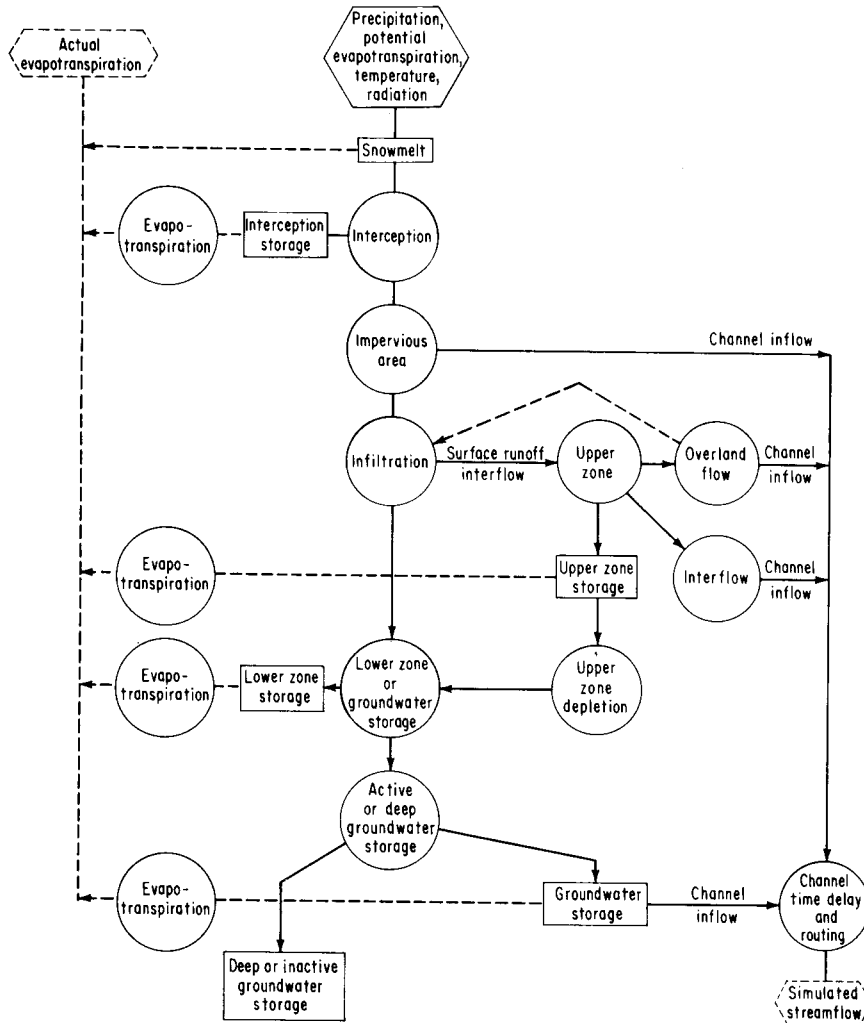 Precipitation,
potential
evapotranspiration,
temperature,
radiation
Actual
evapotranspiration
Snowmelt
Evapo-
transpiration
Interception
storage
Interception
Impervious
area
Channel inflow
Infiltration
Surface runoff
interflow
Upper
zone
Overland
flow
Channel
inflow
Evapo-
transpiration
Upper zone
storage
Interflow
Channel
inflow
Evapo-
transpiration
Lower zone
storage
Lower zone
or
groundwater
storage
Upper
zone
depletion
Active
or deep
groundwater
storage
Evapo-
transpiration
Groundwater
storage
Channel
inflow
Channel
time delay
and
routing
Deep or inactive
groundwater
storage
Simulated
streamflow